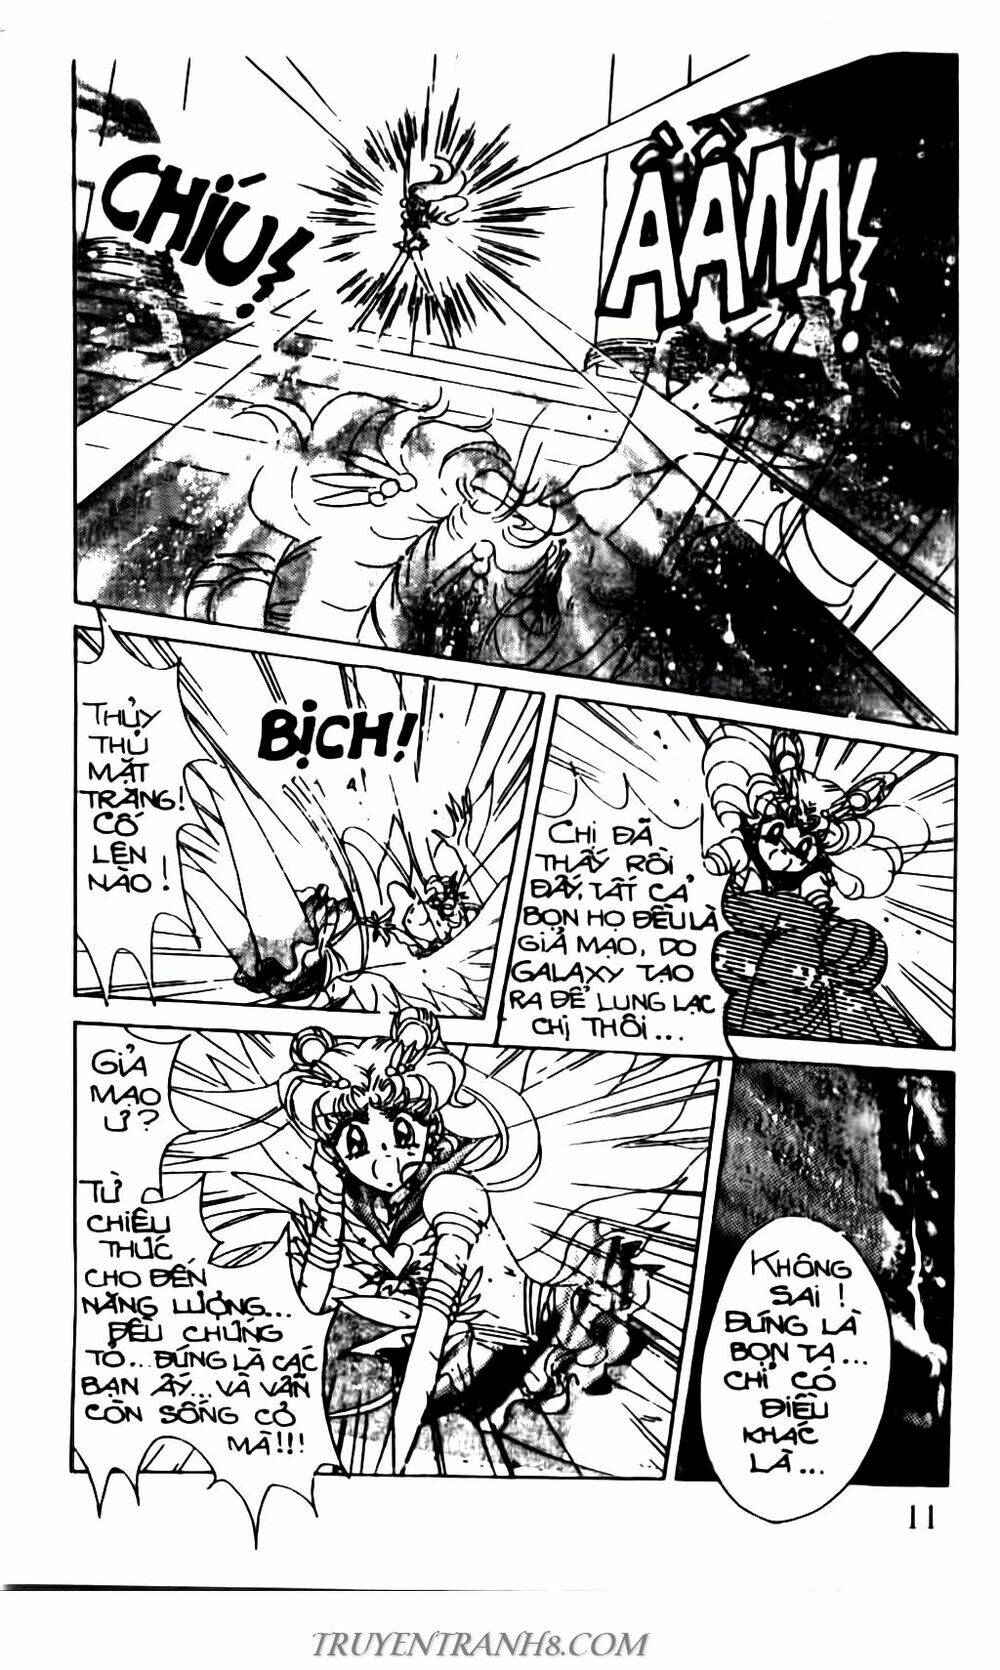 CHÍU!
ẦẦM!
THỦY
THỦ
MẶT
TRĂNG!
CỐ
LÊN
NÀO!
BỊCH!
CHỊ ĐÃ
THẤY RỒI
ĐẤY, TẤT CẢ
BỌN HỌ ĐỀU LÀ
GIẢ MẠO, DO
GALAXY TẠO
RA ĐỂ LUNG LẠC
CHỊ THÔI...
GIẢ
MẠO
Ư?
TỪ
CHIÊU
THỨC
CHO ĐẾN
NĂNG LƯỢNG...
ĐỀU CHỨNG
TỎ... ĐÚNG LÀ CÁC
BẠN ẤY... VÀ VẪN
CÒN SỐNG CƠ
MÀ!!!
KHÔNG
SAI!
ĐÚNG LÀ
BỌN TA...
CHỈ CÓ
ĐIỀU
KHÁC
LÀ...
11
TRUYENTRANH8.COM